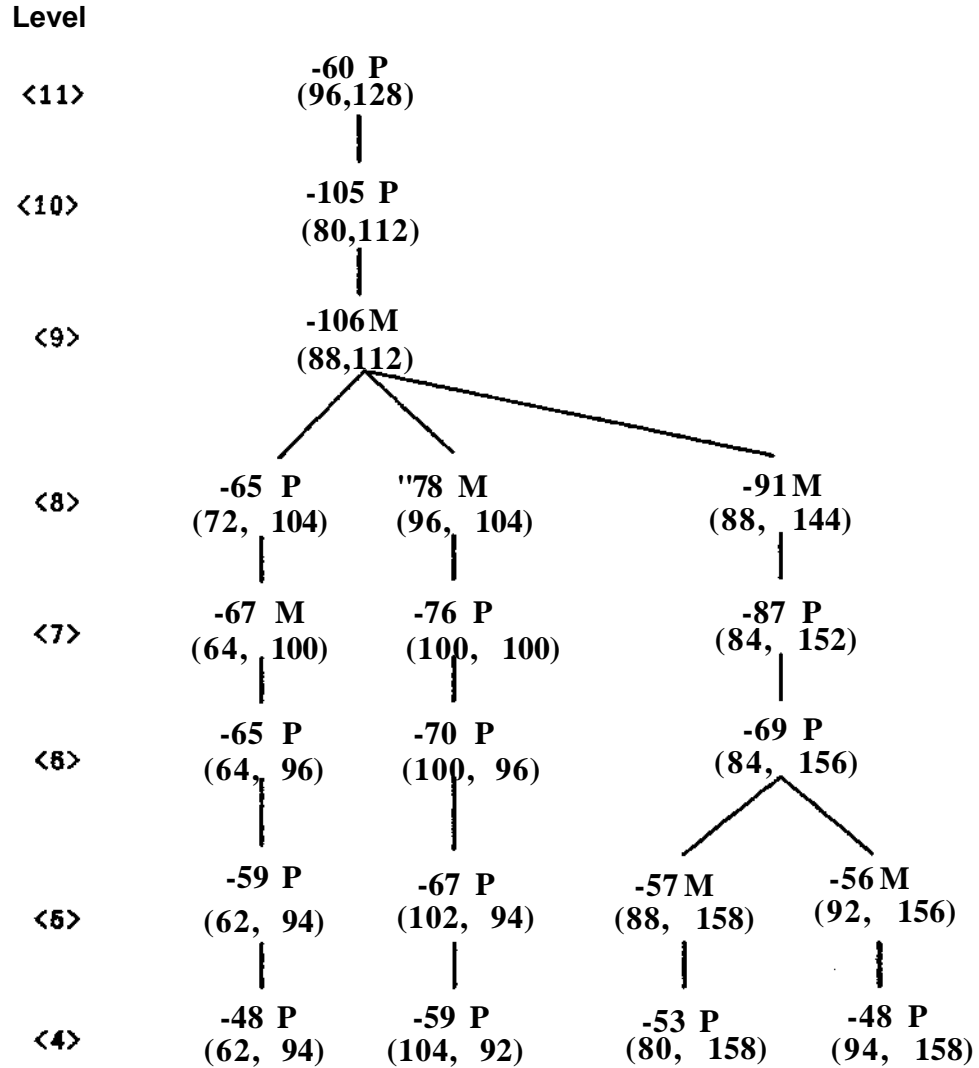 Level
<11>
-60 P
(96,128)
<10>
-105 P
(80,112)
<9>
-106 M
(88,112)
<8>
-65 P
(72, 104)
"78 M
(96, 104)
-91 M
(88, 144)
<7>
-67 M
(64, 100)
-76 P
(100, 100)
-87 P
(84, 152)
<6>
-65 P
(64, 96)
-70 P
(100, 96)
-69 P
(84, 156)
<5>
-59 P
(62, 94)
-67 P
(102, 94)
-57 M
(88, 158)
-56 M
(92, 156)
<4>
-48 P
(62, 94)
-59 P
(104, 92)
-53 P
(80, 158)
-48 P
(94, 158)